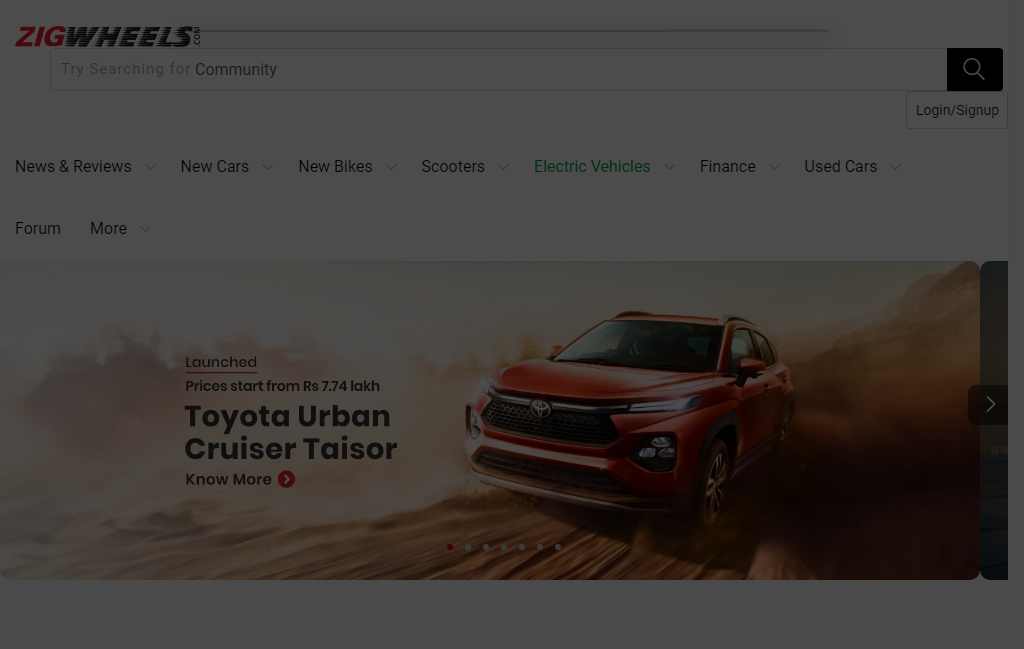 ZIGWHEELS.COM
Try Searching for Community
Login/Signup
News & Reviews New Cars New Bikes Scooters Electric Vehicles Finance Used Cars
Forum More
Launched
Prices start from Rs 7.74 lakh
Toyota Urban
Cruiser Taisor
Know More